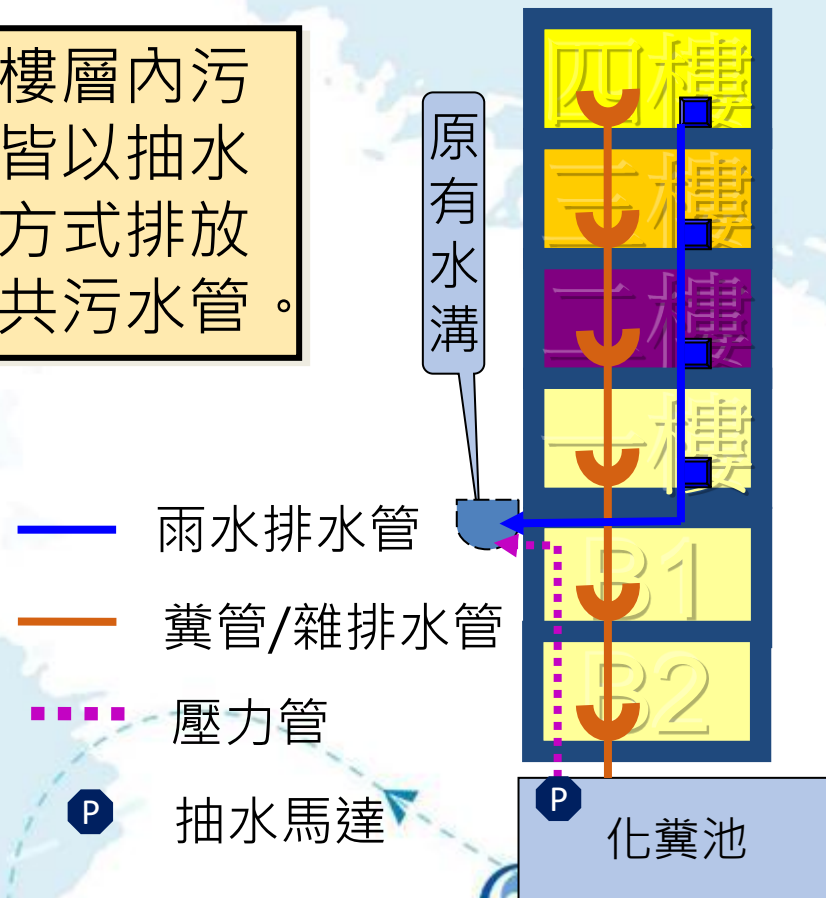 樓層內污
皆以抽水
方式排放
共污水管。
原有水溝
四樓
三樓
二樓
一樓
B1
B2
雨水排水管
糞管/雜排水管
壓力管
P
抽水馬達
P
化糞池